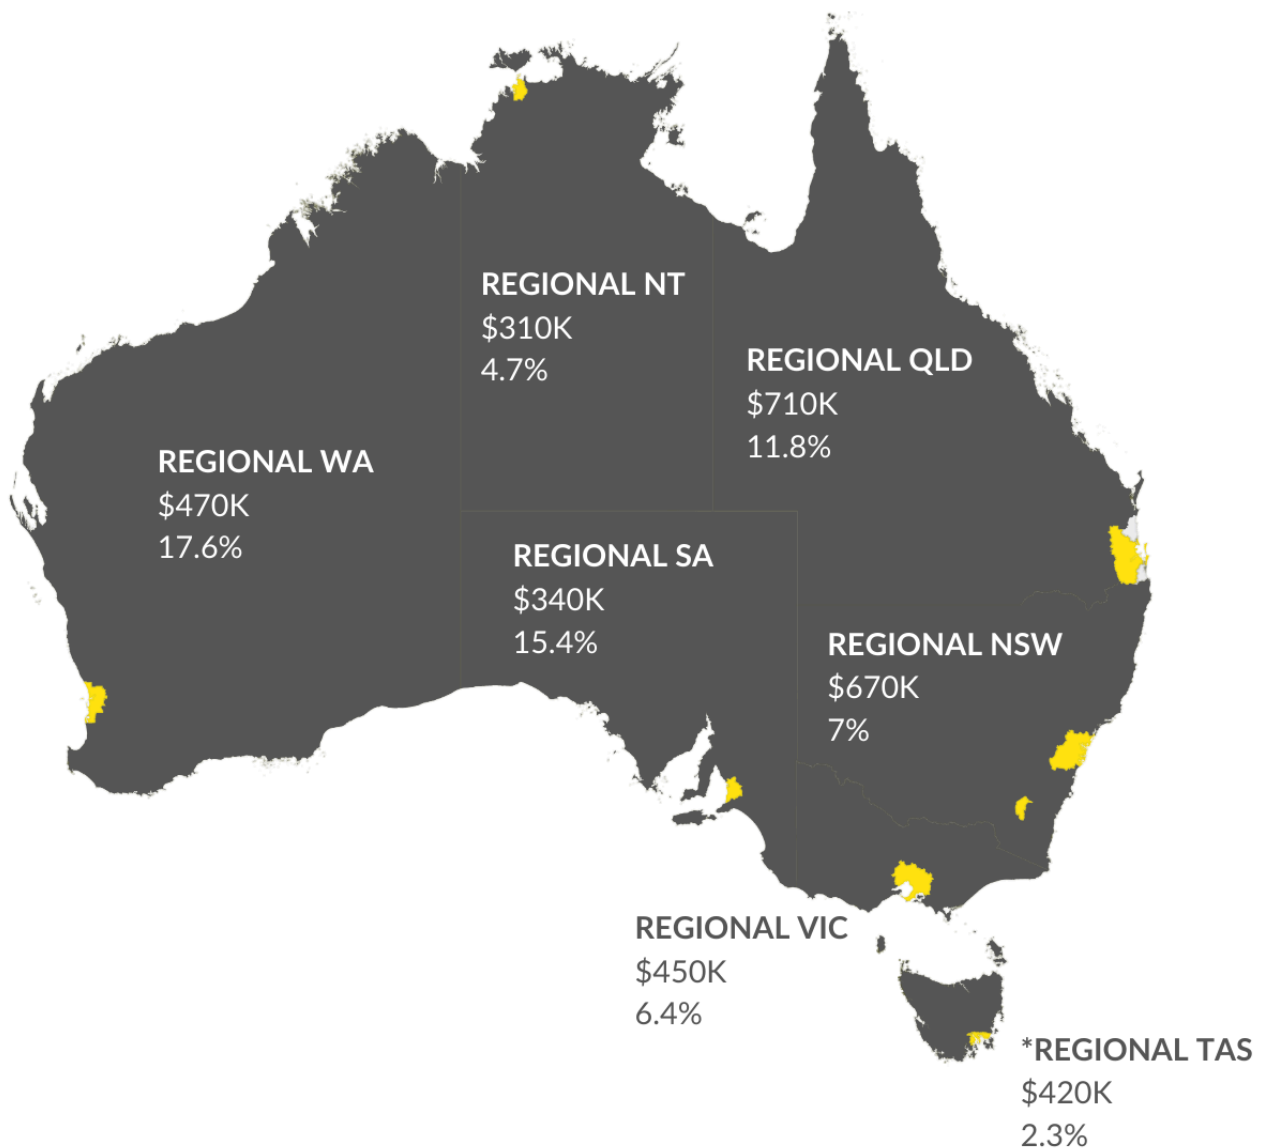 REGIONAL NT
$310K
4.7%
REGIONAL QLD
$710K
11.8%
REGIONAL WA
$470K
17.6%
REGIONAL SA
$340K
15.4%
REGIONAL NSW
$670K
7%
REGIONAL VIC
$450K
6.4%
*REGIONAL TAS
$420K
2.3%